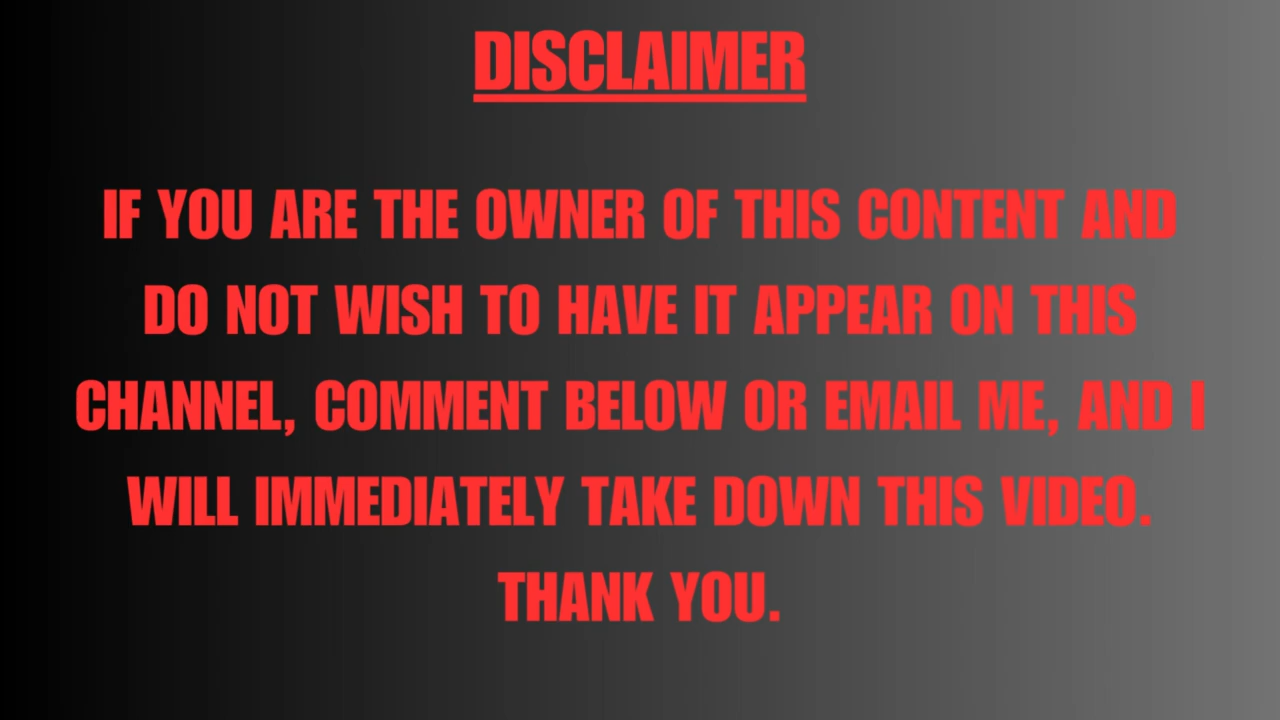 DISCLAIMER
IF YOU ARE THE OWNER OF THIS CONTENT AND
DO NOT WISH TO HAVE IT APPEAR ON THIS
CHANNEL, COMMENT BELOW OR EMAIL ME, AND I
WILL IMMEDIATELY TAKE DOWN THIS VIDEO.
THANK YOU.